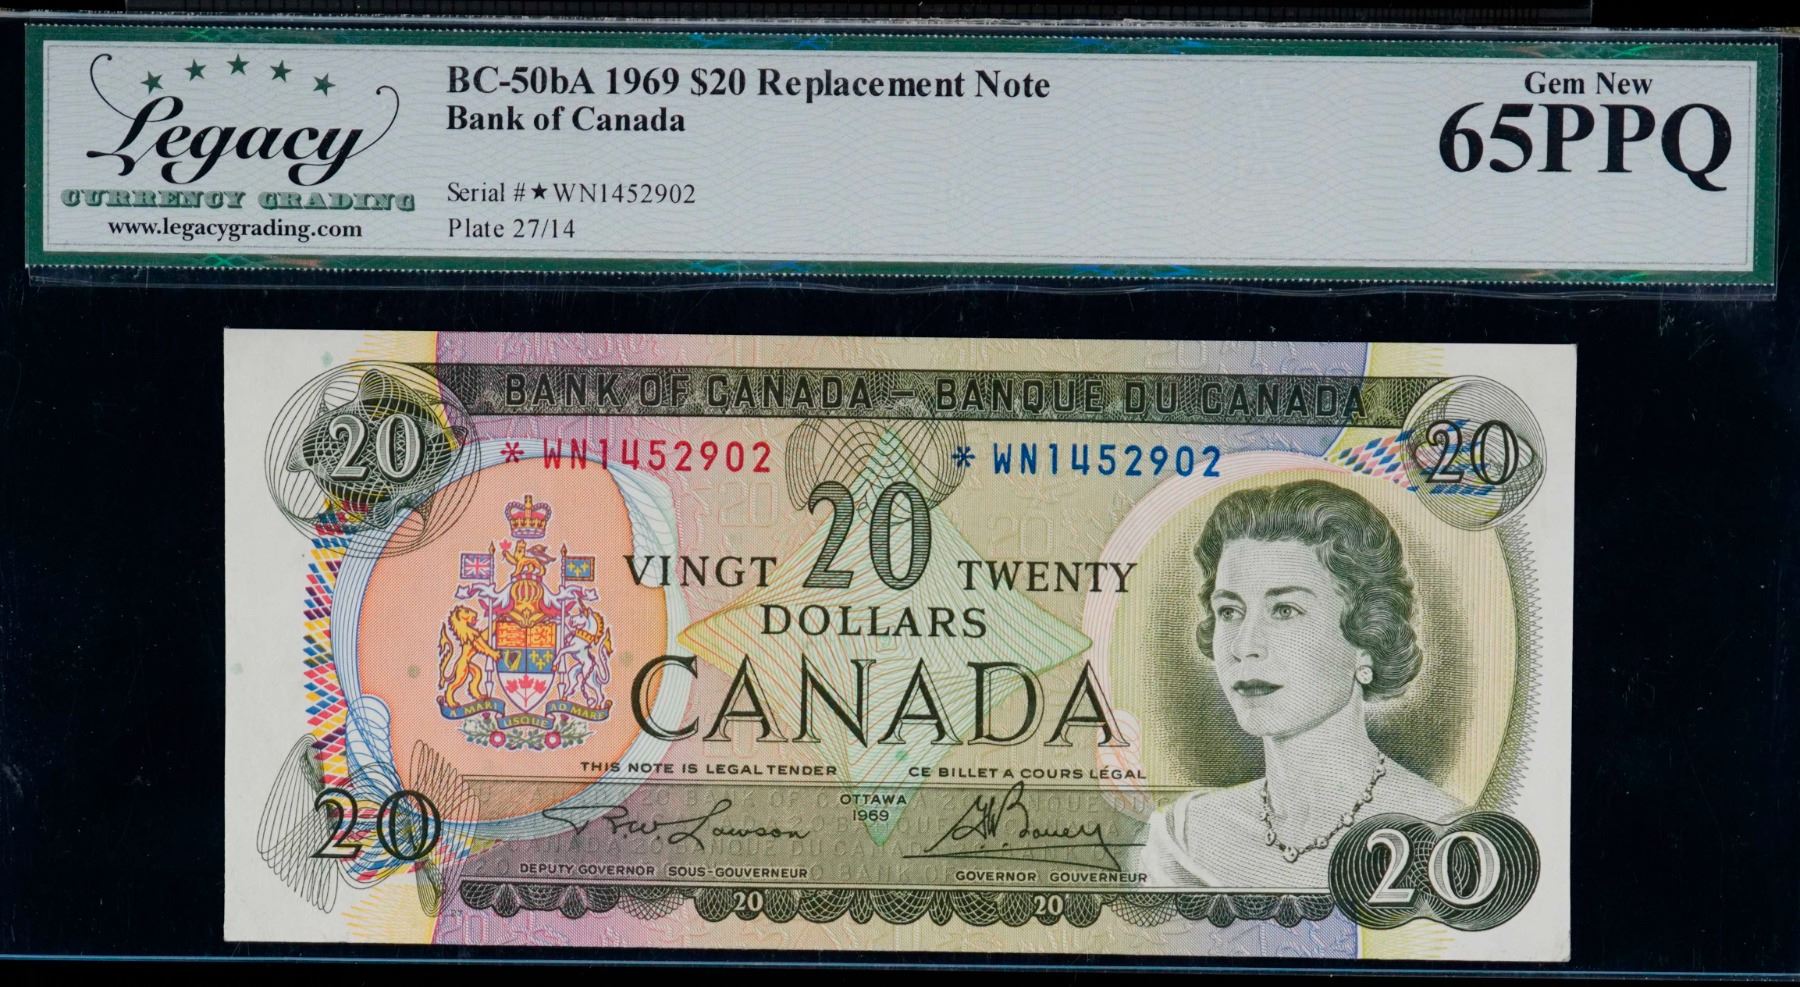 Legacy
CURRENCY GRADING
www.legacygrading.com
BC-50bA 1969 $20 Replacement Note
Bank of Canada
Serial #★WN1452902
Plate 27/14
Gem New
65PPQ
BANK OF CANADA – BANQUE DU CANADA
20
20
*WN1452902
*WN1452902
20
VINGT TWENTY
DOLLARS
CANADA
A MARI USQUE AD MARE
THIS NOTE IS LEGAL TENDER
CE BILLET A COURS LÉGAL
OTTAWA
1969
R.W. Lawson
G.K. Bouey
DEPUTY GOVERNOR SOUS-GOUVERNEUR
GOVERNOR GOUVERNEUR
20
20
20
20